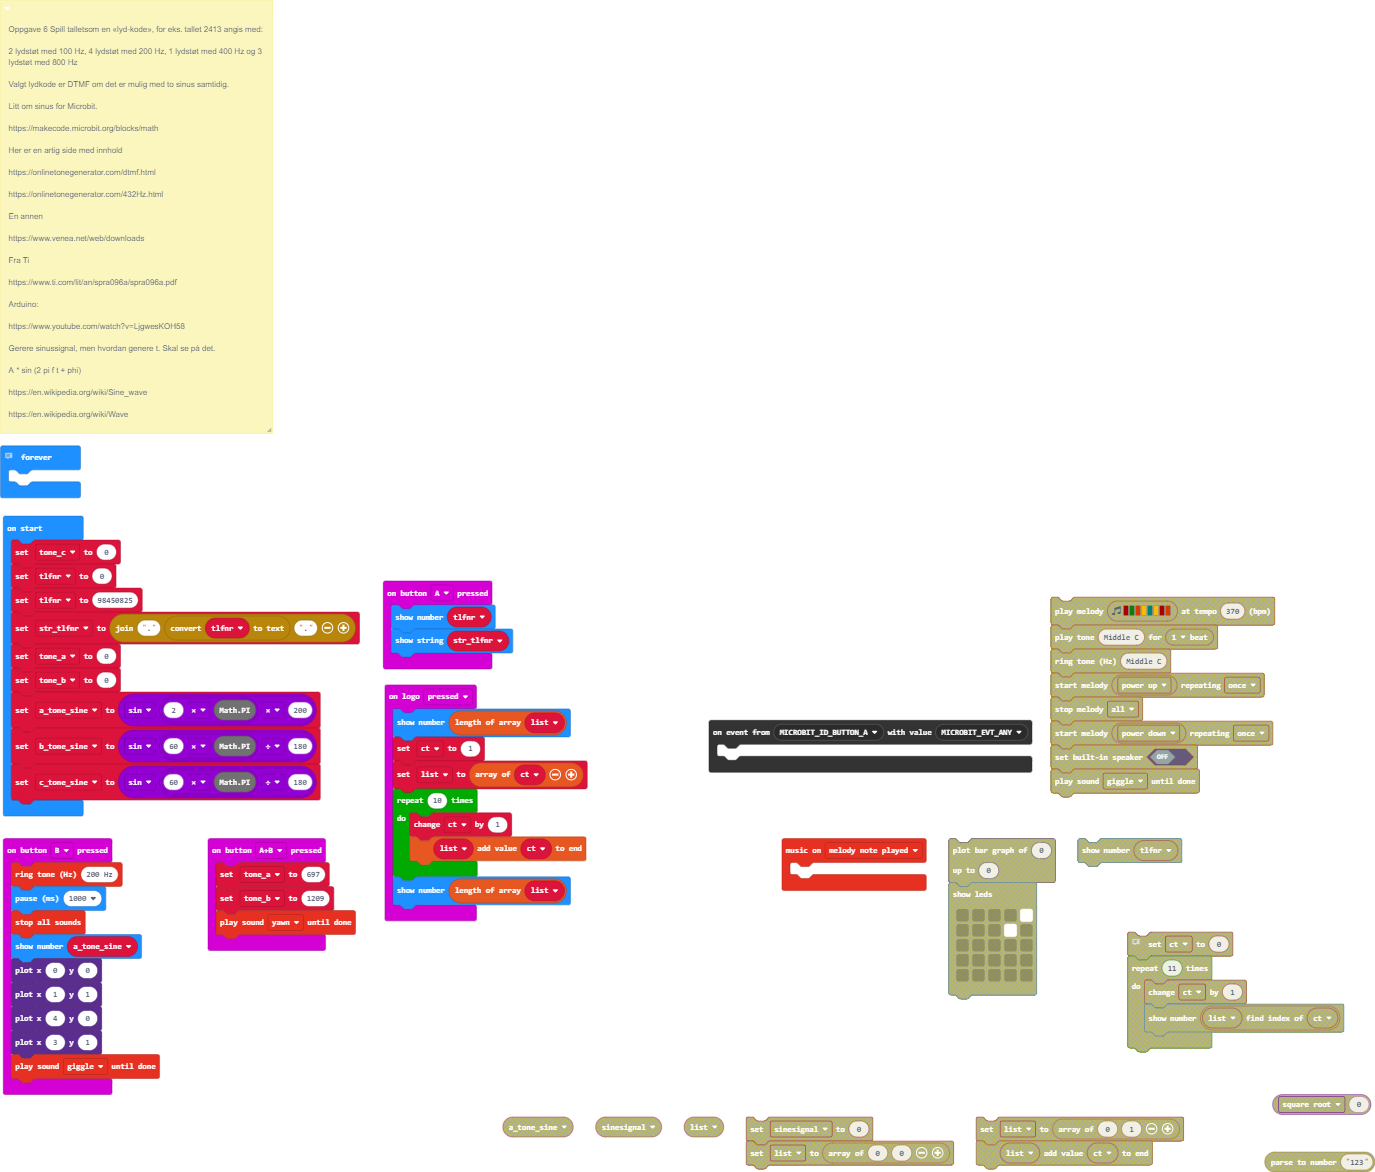 Oppgave 6 Spill talletsom en «lyd-kode», for eks. tallet 2413 angis med:
2 lydstøt med 100 Hz, 4 lydstøt med 200 Hz, 1 lydstøt med 400 Hz og 3
lydstøt med 800 Hz
Valgt lydkode er DTMF om det er mulig med to sinus samtidig.
Litt om sinus for Microbit.
https://makecode.microbit.org/blocks/math
Her er en artig side med innhold
https://onlinetonegenerator.com/dtmf.html
https://onlinetonegenerator.com/432Hz.html
En annen
https://www.venea.net/web/downloads
Fra Ti
https://www.ti.com/lit/an/spra096a/spra096a.pdf
Arduino:
https://www.youtube.com/watch?v=LjgwesKOH58
Gerere sinussignal, men hvordan genere t. Skal se på det.
A * sin (2 pi f t + phi)
https://en.wikipedia.org/wiki/Sine_wave
https://en.wikipedia.org/wiki/Wave
forever
on start
set tone_c to 0
set tlfnr to 0
set tlfnr to 98450825
set str_tlfnr to join "." convert tlfnr to text "."
set tone_a to 0
set tone_b to 0
set a_tone_sine to sin 2 × Math.PI × 200
set b_tone_sine to sin 60 × Math.PI ÷ 180
set c_tone_sine to sin 60 × Math.PI ÷ 180
on button B pressed
ring tone (Hz) 200 Hz
pause (ms) 1000
stop all sounds
show number a_tone_sine
plot x 0 y 0
plot x 1 y 1
plot x 4 y 0
plot x 3 y 1
play sound giggle until done
on button A+B pressed
set tone_a to 697
set tone_b to 1209
play sound yawn until done
on button A pressed
show number tlfnr
show string str_tlfnr
on logo pressed
show number length of array list
set ct to 1
set list to array of ct
repeat 10 times
do
change ct by 1
list add value ct to end
show number length of array list
on event from MICROBIT_ID_BUTTON_A with value MICROBIT_EVT_ANY
music on melody note played
play melody at tempo 370 (bpm)
play tone Middle C for 1 beat
ring tone (Hz) Middle C
start melody power up repeating once
stop melody all
start melody power down repeating once
set built-in speaker OFF
play sound giggle until done
plot bar graph of 0
up to 0
show leds
show number tlfnr
set ct to 0
repeat 11 times
do
change ct by 1
show number list find index of ct
square root 0
a_tone_sine
sinesignal
list
set sinesignal to 0
set list to array of 0 0
set list to array of 0 1
list add value ct to end
parse to number "123"